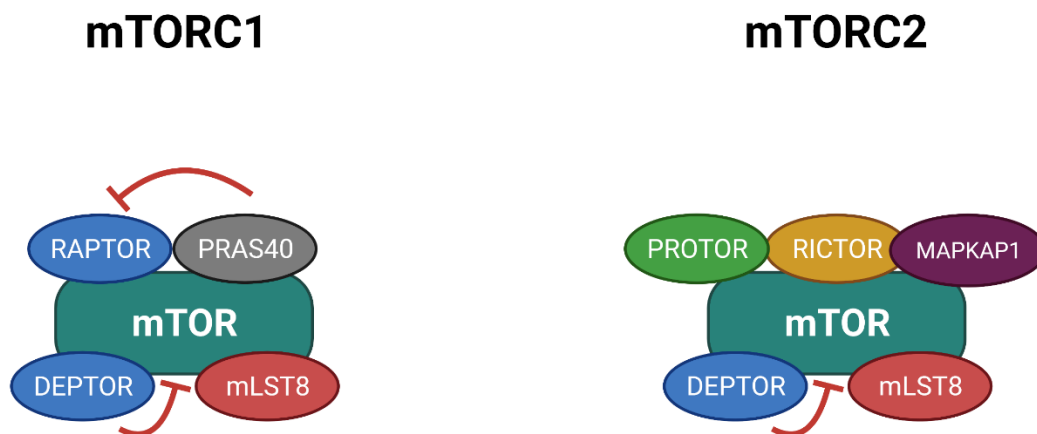 mTORC1
mTORC2
RAPTOR
PRAS40
mTOR
DEPTOR
mLST8
PROTOR
RICTOR
MAPKAP1
mTOR
DEPTOR
mLST8